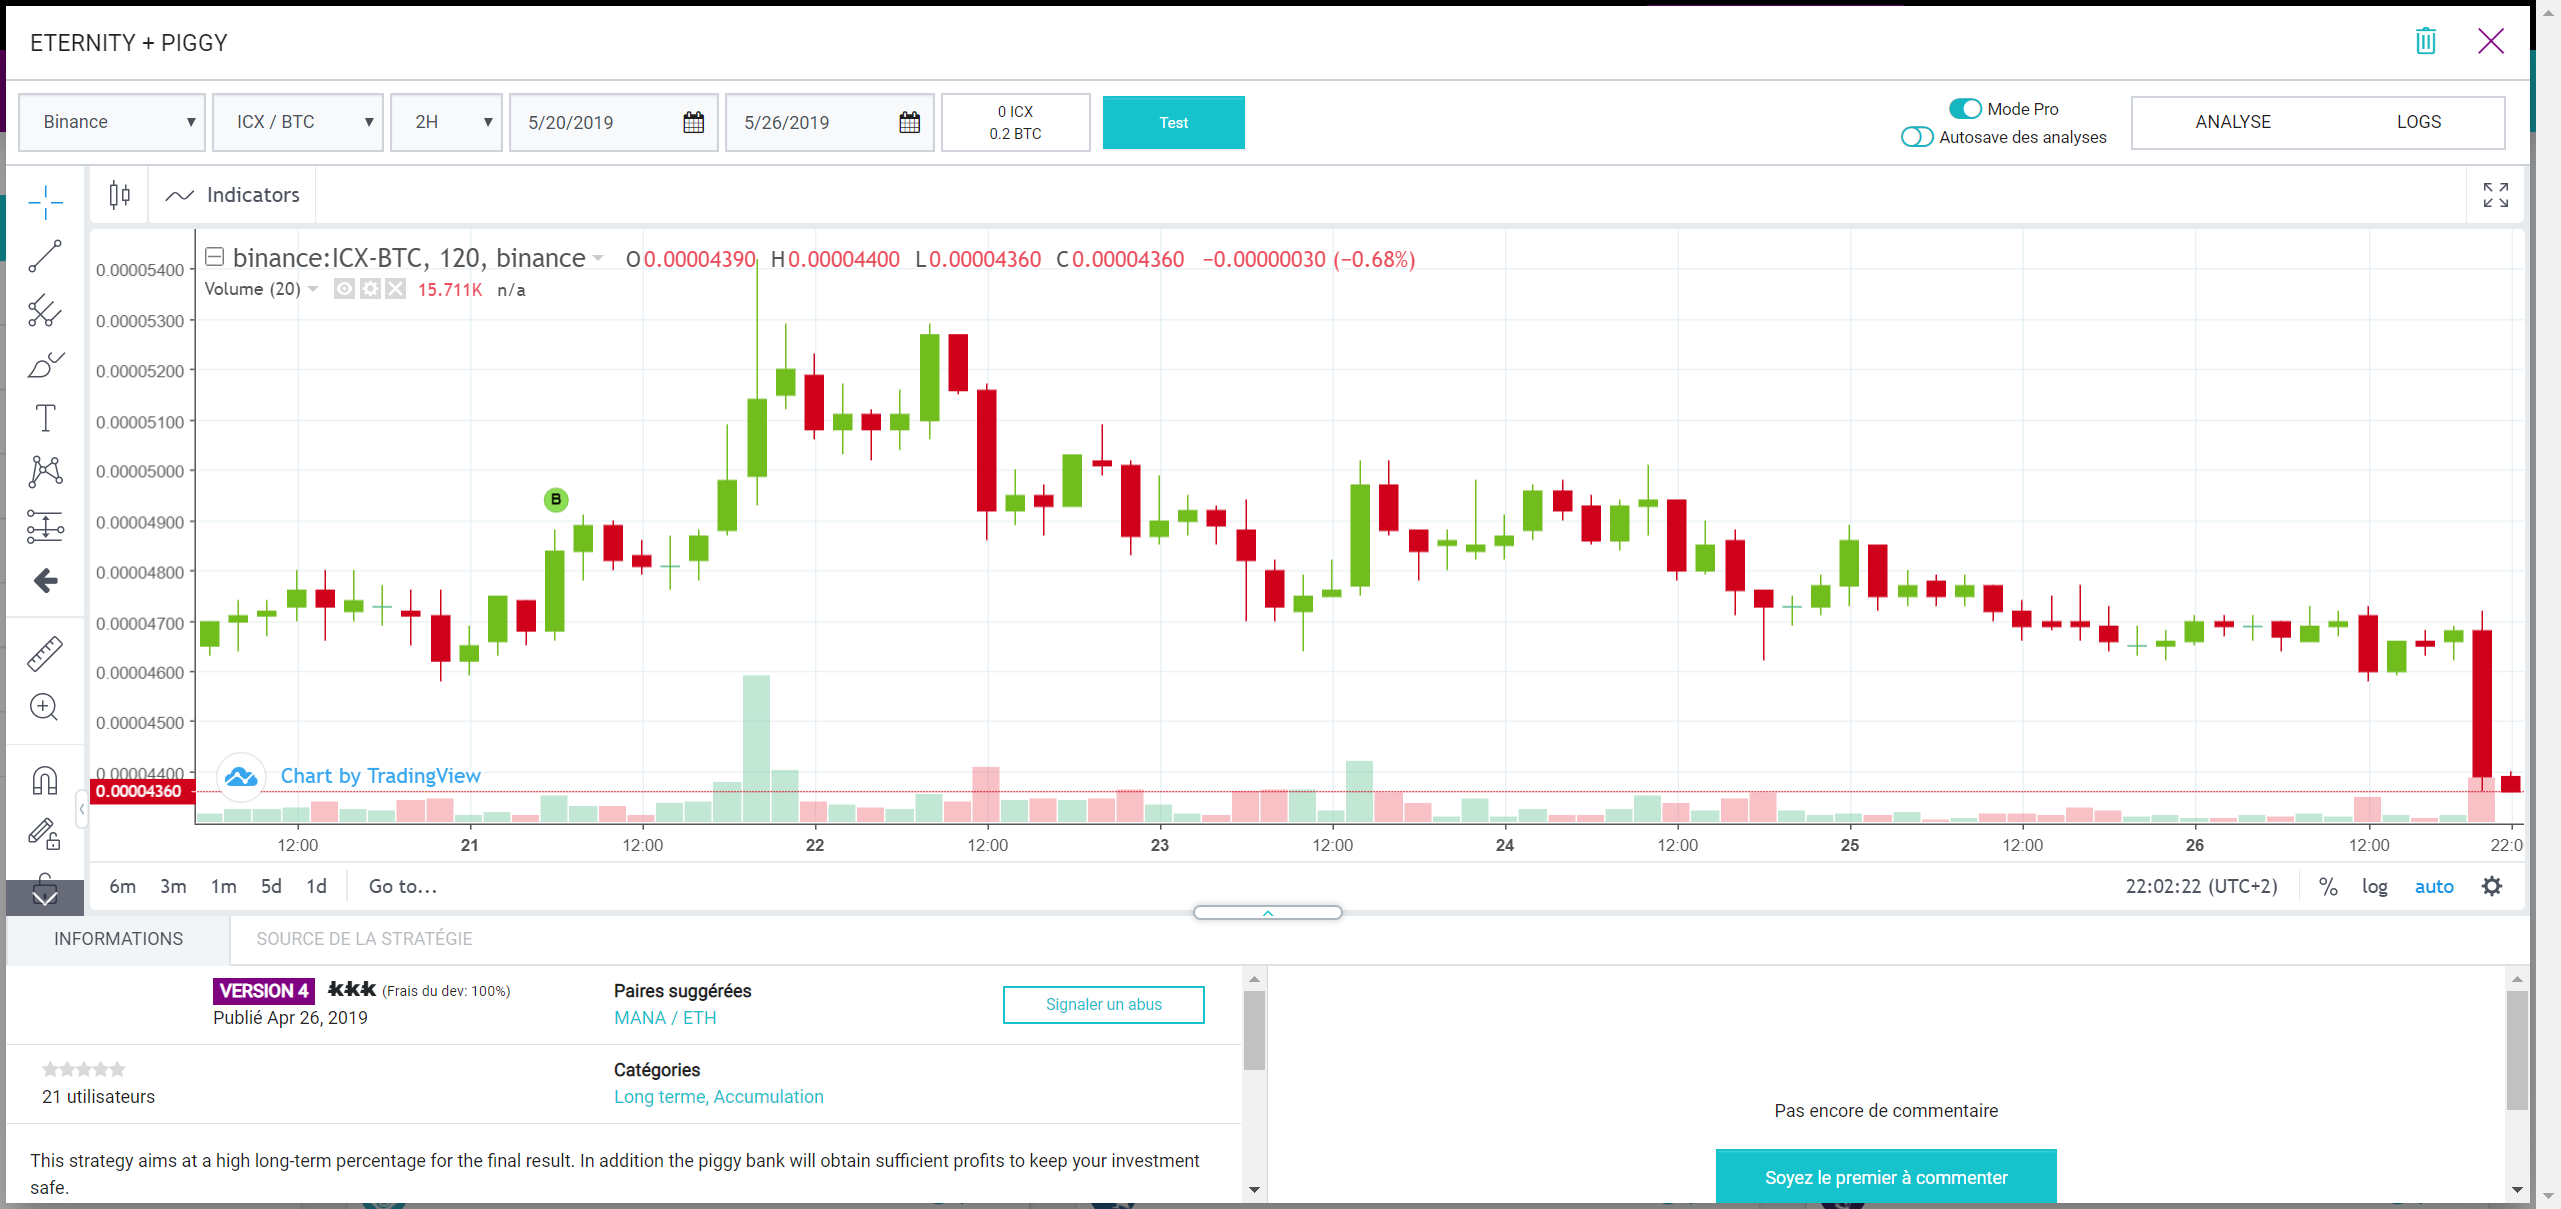 ETERNITY + PIGGY
Binance ▼ ICX / BTC ▼ 2H ▼ 5/20/2019 5/26/2019 0 ICX
0.2 BTC
Test
Mode Pro
Autosave des analyses
ANALYSE LOGS
Indicators
binance:ICX-BTC, 120, binance O0.00004390 H0.00004400 L0.00004360 C0.00004360 −0.00000030 (−0.68%)
Volume (20) 15.711K n/a
0.00005400
0.00005300
0.00005200
0.00005100
0.00005000
B
0.00004900
0.00004800
0.00004700
0.00004600
0.00004500
0.00004400
0.00004360
Chart by TradingView
12:00 21 12:00 22 12:00 23 12:00 24 12:00 25 12:00 26 12:00 22:0
6m 3m 1m 5d 1d Go to...
22:02:22 (UTC+2) % log auto
INFORMATIONS SOURCE DE LA STRATÉGIE
VERSION 4 kkk (Frais du dev: 100%)
Publié Apr 26, 2019
Paires suggérées
MANA / ETH
Signaler un abus
21 utilisateurs
Catégories
Long terme, Accumulation
This strategy aims at a high long-term percentage for the final result. In addition the piggy bank will obtain sufficient profits to keep your investment
safe.
Pas encore de commentaire
Soyez le premier à commenter